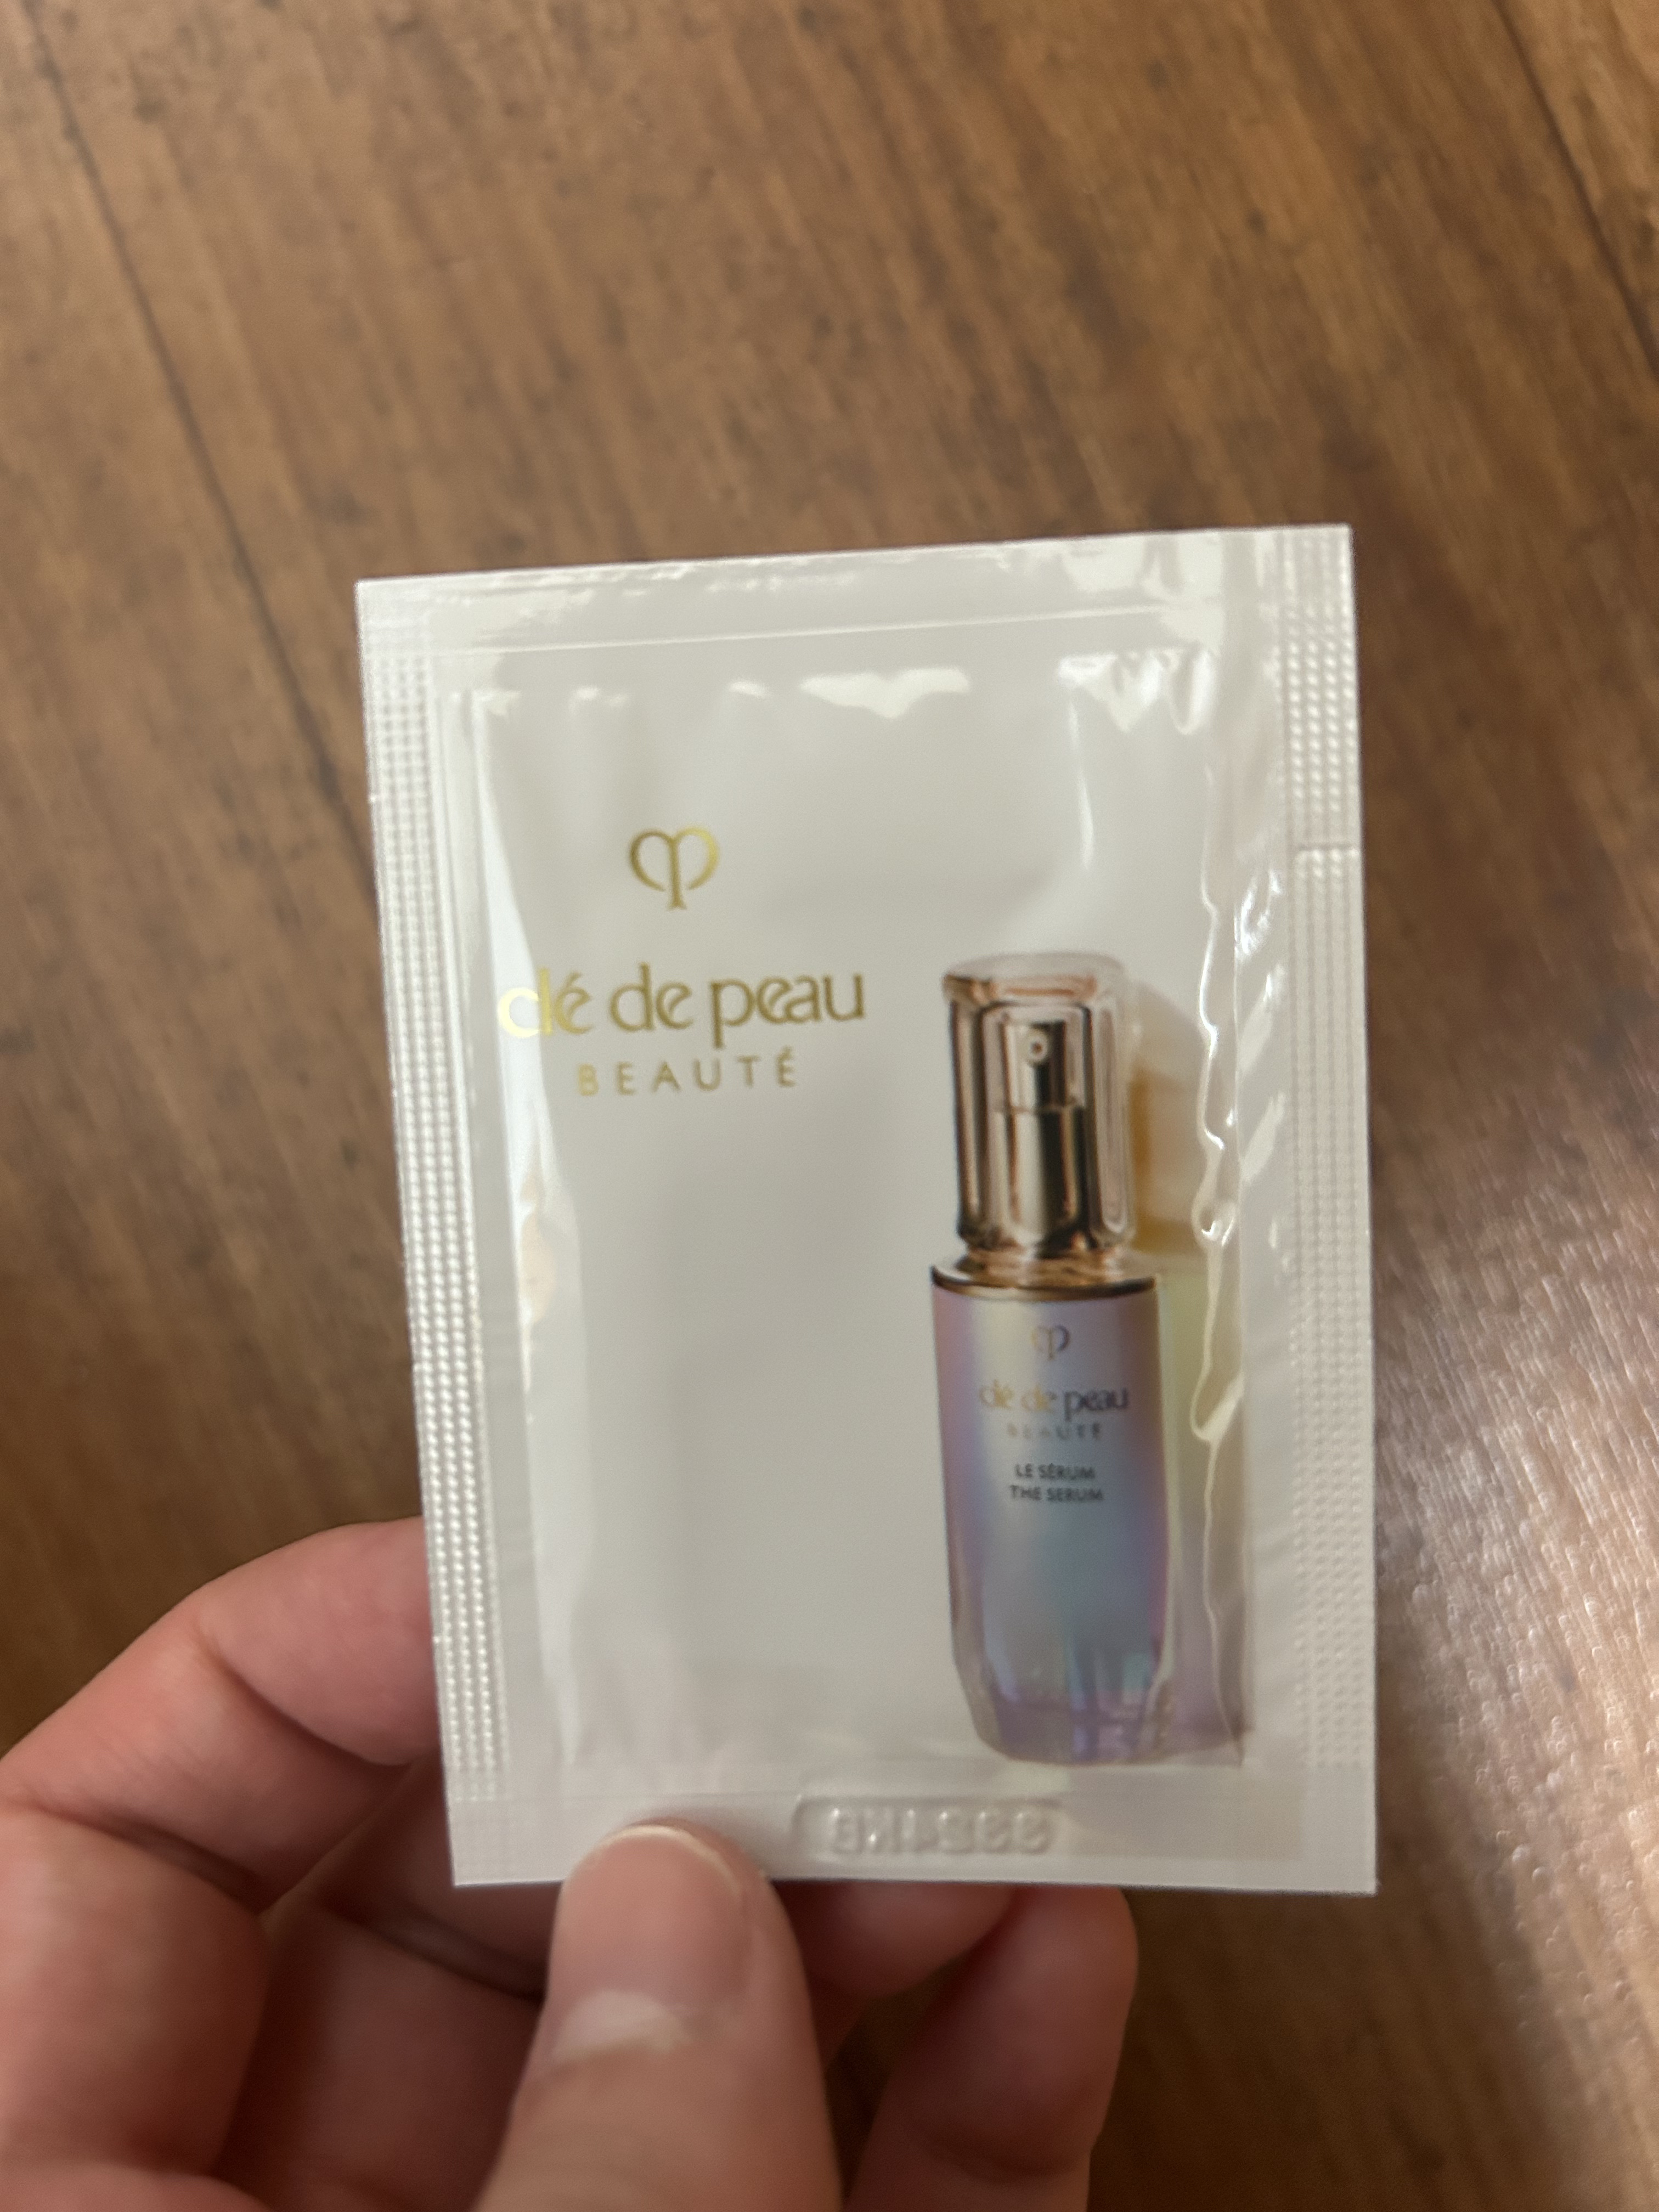 clé de peau
BEAUTÉ
clé de peau
BEAUTÉ
LE SÉRUM
THE SERUM